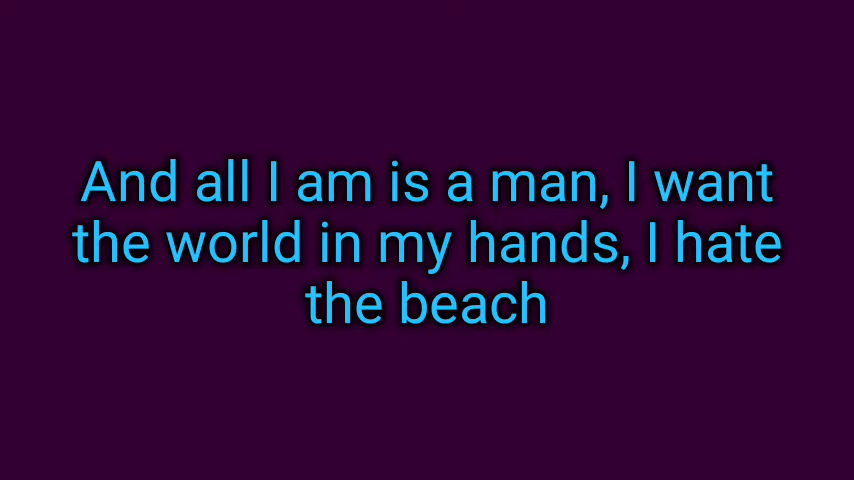 And all I am is a man, I want
the world in my hands, I hate
the beach